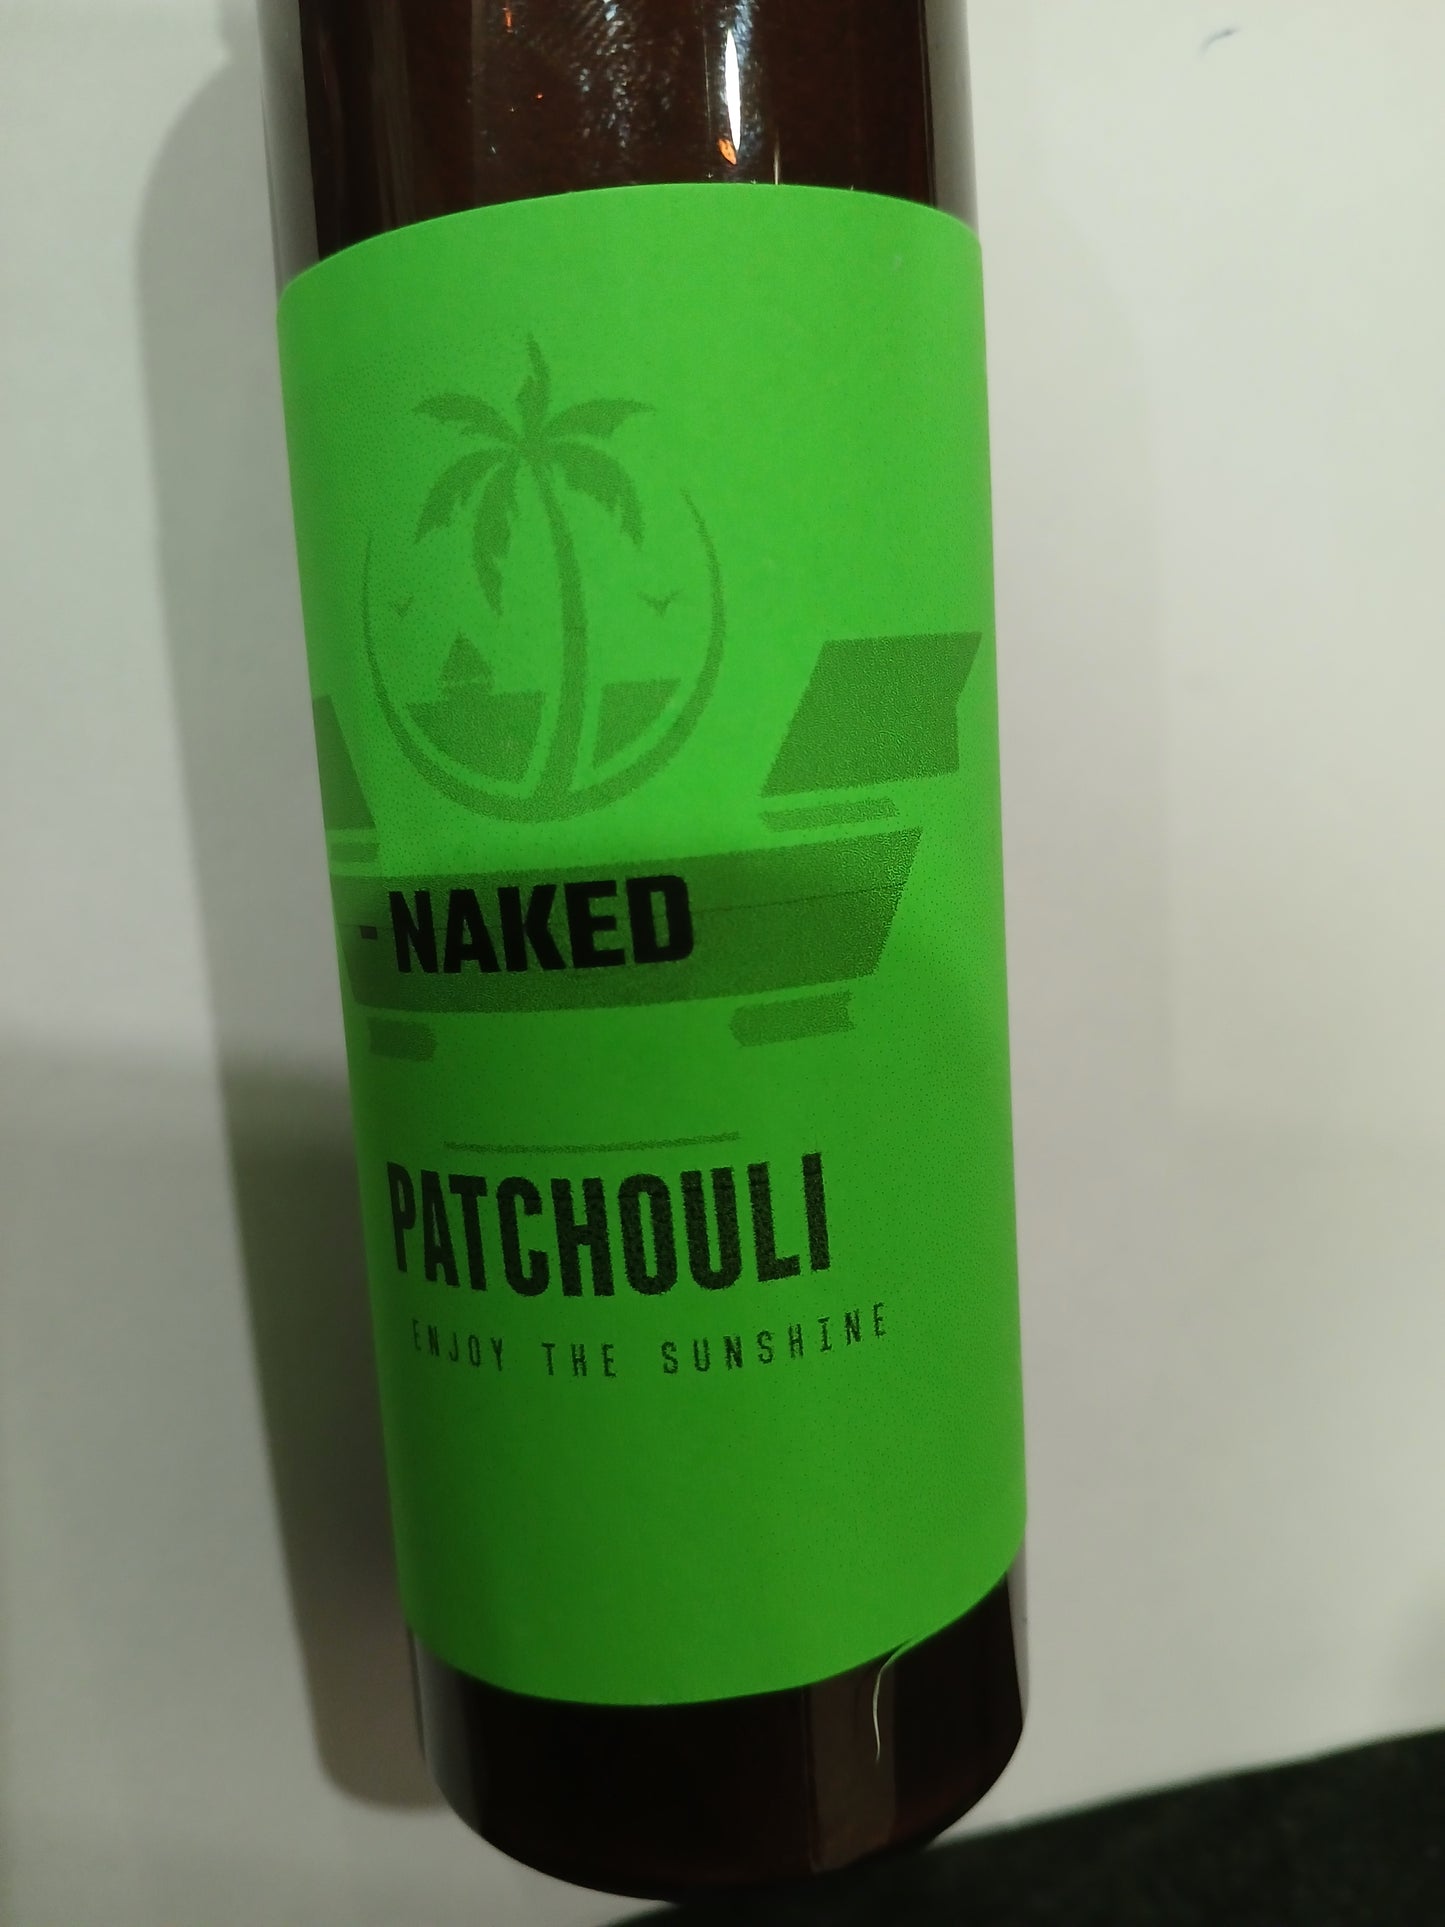 - NAKED
PATCHOULI
ENJOY THE SUNSHINE